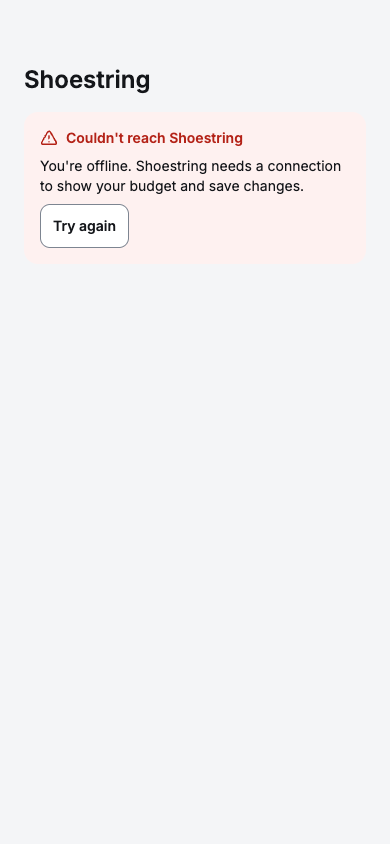 Shoestring
Couldn't reach Shoestring
You're offline. Shoestring needs a connection
to show your budget and save changes.
Try again